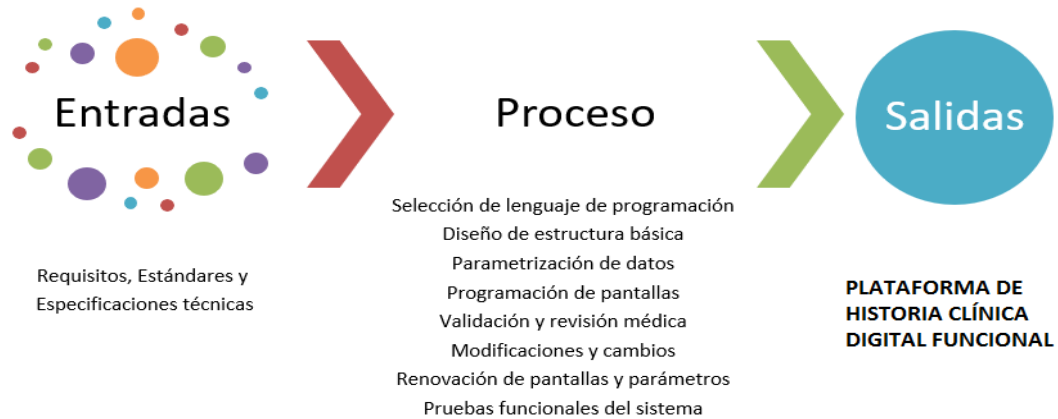 Entradas
Requisitos, Estándares y
Especificaciones técnicas
Proceso
Selección de lenguaje de programación
Diseño de estructura básica
Parametrización de datos
Programación de pantallas
Validación y revisión médica
Modificaciones y cambios
Renovación de pantallas y parámetros
Pruebas funcionales del sistema
Salidas
PLATAFORMA DE
HISTORIA CLÍNICA
DIGITAL FUNCIONAL